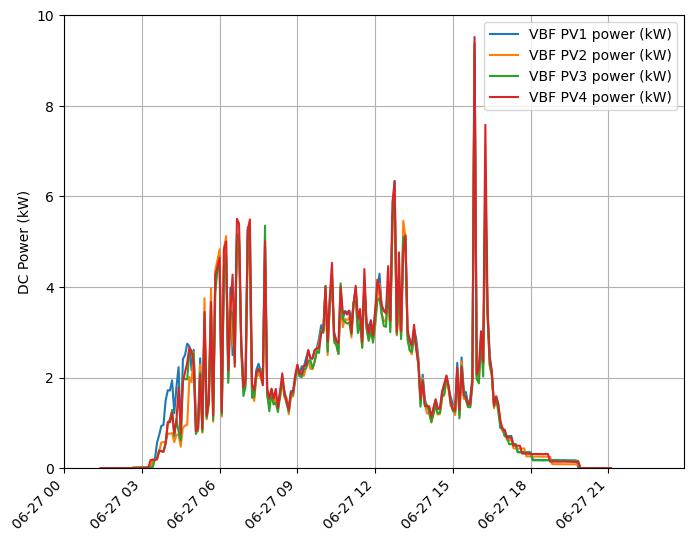 10
8
6
4
2
0
DC Power (kW)
VBF PV1 power (kW)
VBF PV2 power (kW)
VBF PV3 power (kW)
VBF PV4 power (kW)
06-27 00
06-27 03
06-27 06
06-27 09
06-27 12
06-27 15
06-27 18
06-27 21